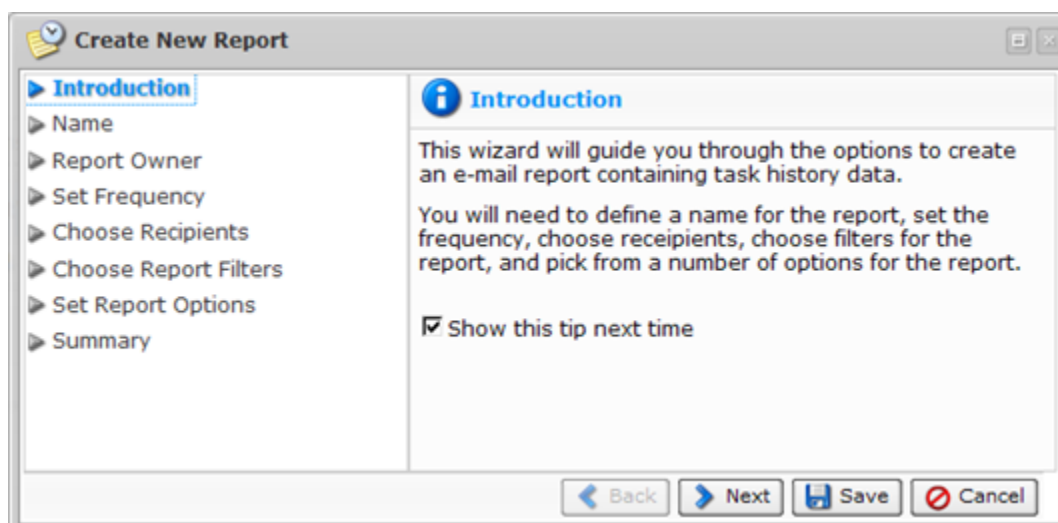 Create New Report
Introduction
Name
Report Owner
Set Frequency
Choose Recipients
Choose Report Filters
Set Report Options
Summary
Introduction
This wizard will guide you through the options to create
an e-mail report containing task history data.
You will need to define a name for the report, set the
frequency, choose receipients, choose filters for the
report, and pick from a number of options for the report.
Show this tip next time
Back Next Save Cancel